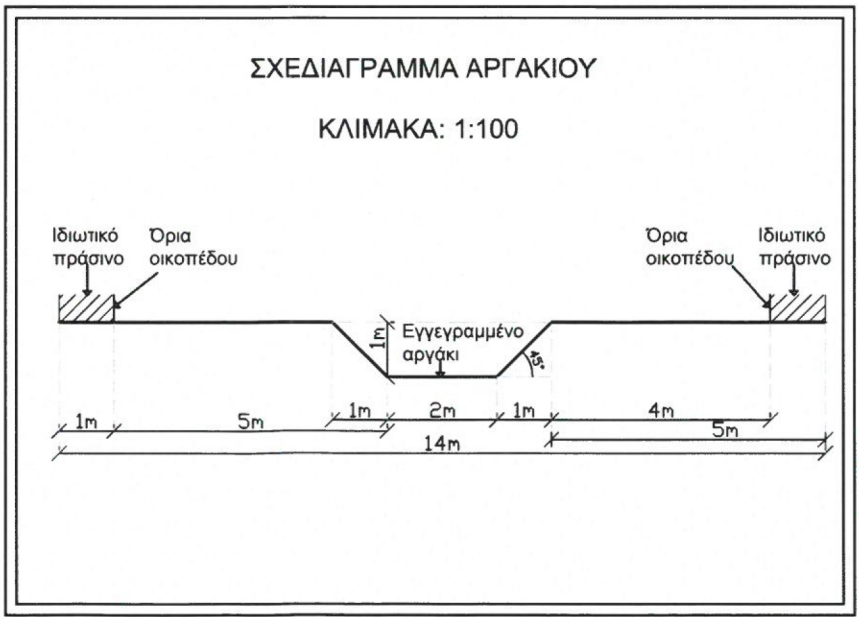 ΣΧΕΔΙΑΓΡΑΜΜΑ ΑΡΓΑΚΙΟΥ
ΚΛΙΜΑΚΑ: 1:100
Ιδιωτικό
πράσινο
Όρια
οικοπέδου
Όρια
οικοπέδου
Ιδιωτικό
πράσινο
1m
Εγγεγραμμένο
αργάκι
45°
1m
2m
1m
4m
1m
5m
5m
14m